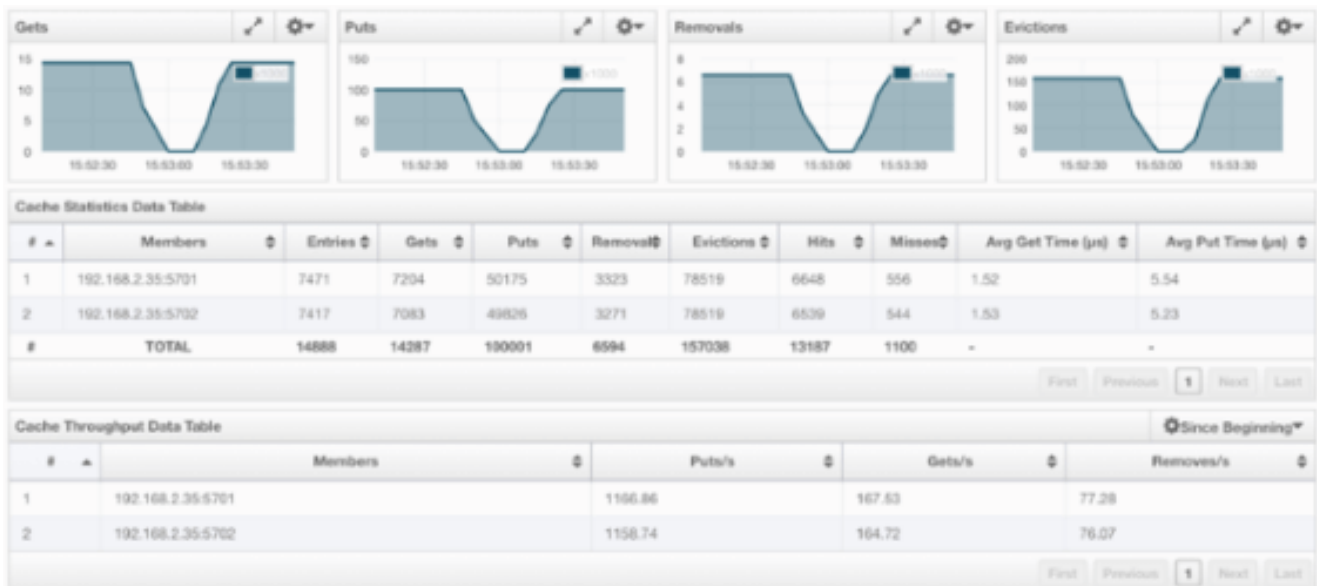 Gets Puts Removals Evictions
15 150 8 200
x1000 x1000 x1000 x1000
6 150
10 100
4 100
5 50
2 50
0 0 0 0
15:52:30 15:53:00 15:53:30 15:52:30 15:53:00 15:53:30 15:52:30 15:53:00 15:53:30 15:52:30 15:53:00 15:53:30
Cache Statistics Data Table
# Members Entries Gets Puts Removals Evictions Hits Misses Avg Get Time (µs) Avg Put Time (µs)
1 192.168.2.35:5701 7471 7204 50175 3323 78519 6648 556 1.52 5.54
2 192.168.2.35:5702 7417 7083 49826 3271 78519 6539 544 1.53 5.23
# TOTAL 14888 14287 100001 6594 157038 13187 1100 - -
First Previous 1 Next Last
Cache Throughput Data Table Since Beginning
# Members Puts/s Gets/s Removes/s
1 192.168.2.35:5701 1166.86 167.53 77.28
2 192.168.2.35:5702 1158.74 164.72 76.07
First Previous 1 Next Last